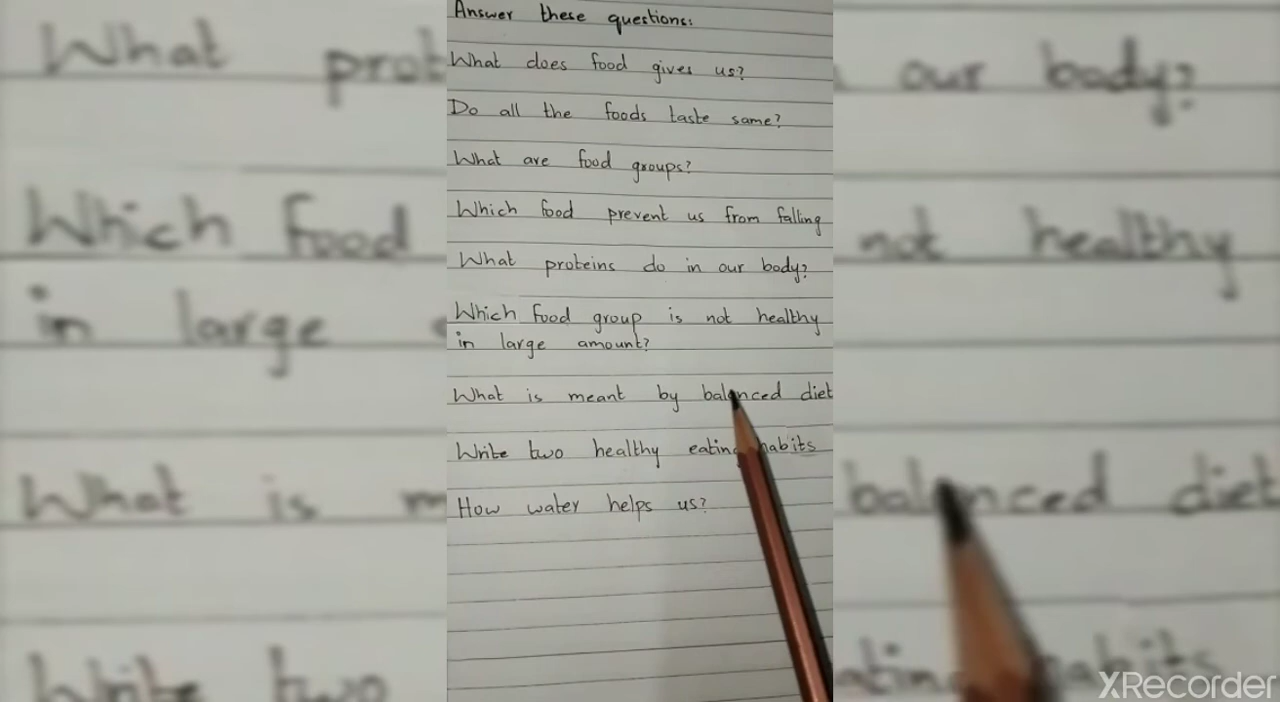 Answer these questions:
What does food gives us?
Do all the foods taste same?
What are food groups?
Which food prevent us from falling
What proteins do in our body?
Which food group is not healthy
in large amount?
What is meant by balanced diet
Write two healthy eating habits
How water helps us?
XRecorder